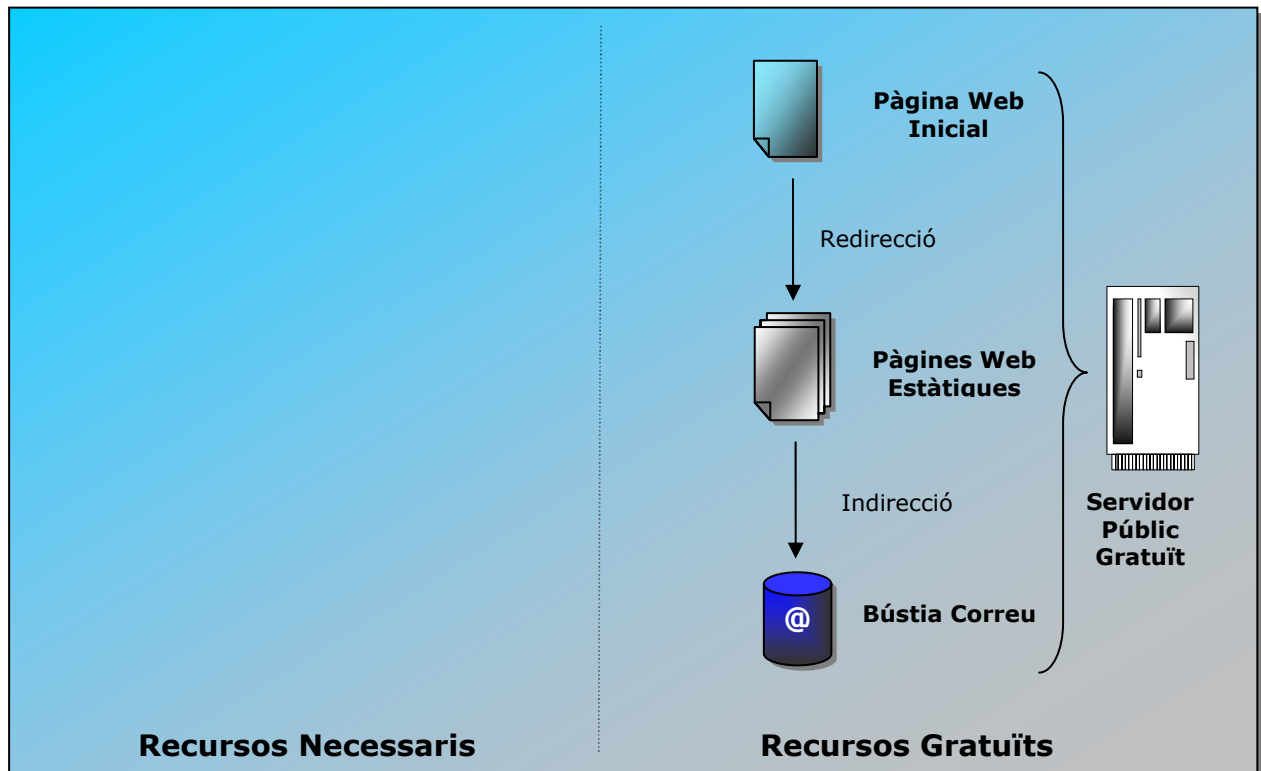 Pàgina Web
Inicial
Redirecció
Pàgines Web
Estàtiques
Indirecció
Servidor
Públic
Gratuït
@
Bústia Correu
Recursos Necessaris
Recursos Gratuïts